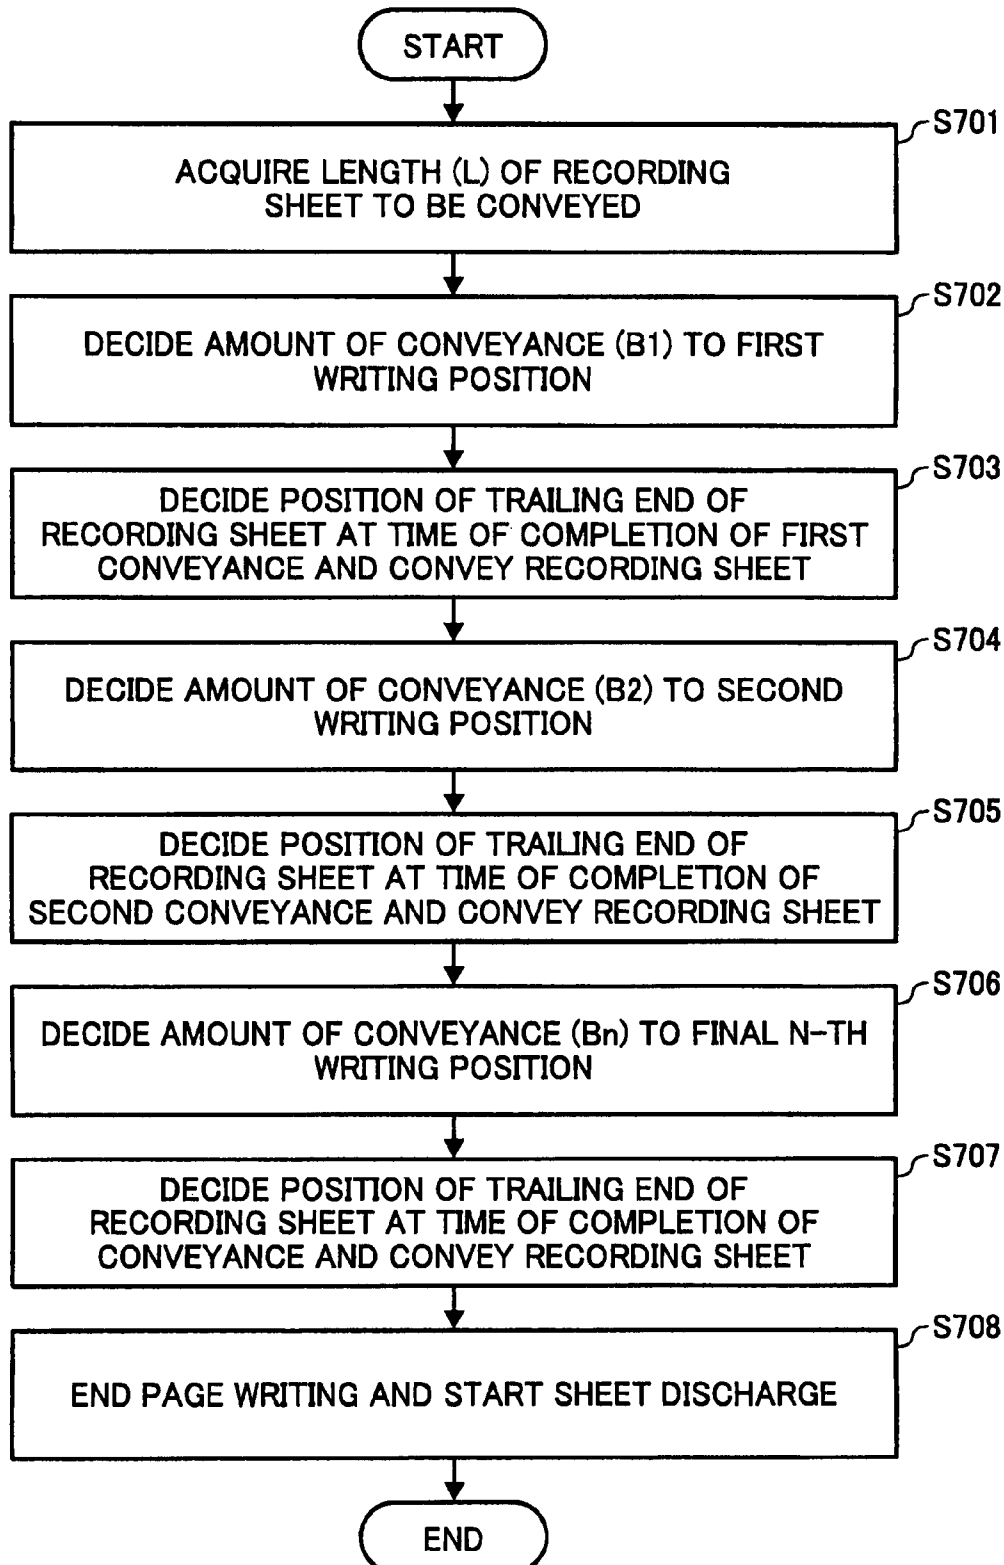 START
S701
ACQUIRE LENGTH (L) OF RECORDING
SHEET TO BE CONVEYED
S702
DECIDE AMOUNT OF CONVEYANCE (B1) TO FIRST
WRITING POSITION
S703
DECIDE POSITION OF TRAILING END OF
RECORDING SHEET AT TIME OF COMPLETION OF FIRST
CONVEYANCE AND CONVEY RECORDING SHEET
S704
DECIDE AMOUNT OF CONVEYANCE (B2) TO SECOND
WRITING POSITION
S705
DECIDE POSITION OF TRAILING END OF
RECORDING SHEET AT TIME OF COMPLETION OF
SECOND CONVEYANCE AND CONVEY RECORDING SHEET
S706
DECIDE AMOUNT OF CONVEYANCE (Bn) TO FINAL N-TH
WRITING POSITION
S707
DECIDE POSITION OF TRAILING END OF
RECORDING SHEET AT TIME OF COMPLETION OF
CONVEYANCE AND CONVEY RECORDING SHEET
S708
END PAGE WRITING AND START SHEET DISCHARGE
END